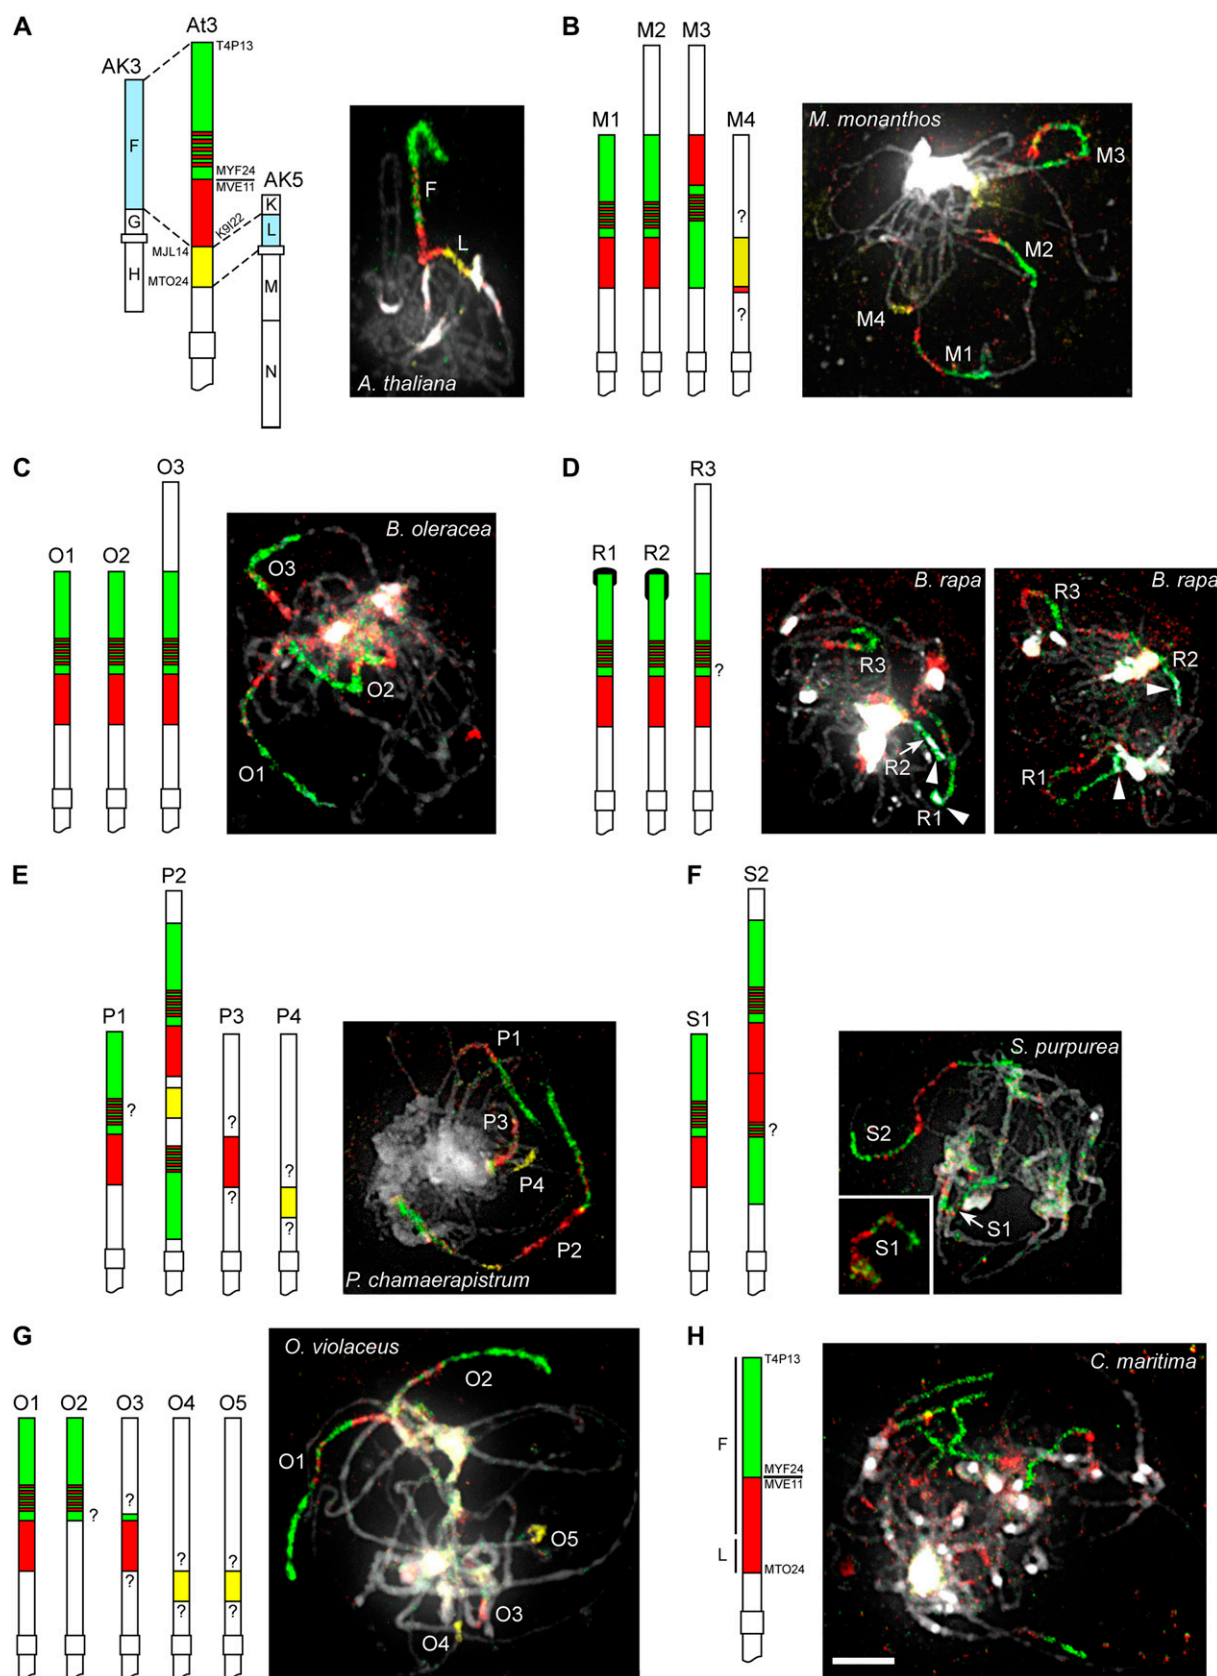 A
At3
T4P13
AK3
F
G
H
MYF24
MVE11
K9I22
MJL14
MTO24
AK5
K
L
M
N
F
L
A. thaliana
B
M1
M2
M3
M4
?
?
M. monanthos
M3
M2
M4
M1
C
O1
O2
O3
B. oleracea
O3
O2
O1
D
R1
R2
R3
?
B. rapa
R3
R2
R1
B. rapa
R3
R2
R1
E
P1
P2
P3
P4
?
?
?
?
?
P1
P3
P4
P2
P. chamaerapistrum
F
S1
S2
?
S. purpurea
S2
S1
S1
G
O1
O2
O3
O4
O5
?
?
?
?
?
?
?
O. violaceus
O2
O1
O5
O3
O4
H
T4P13
F
MYF24
MVE11
L
MTO24
C. maritima